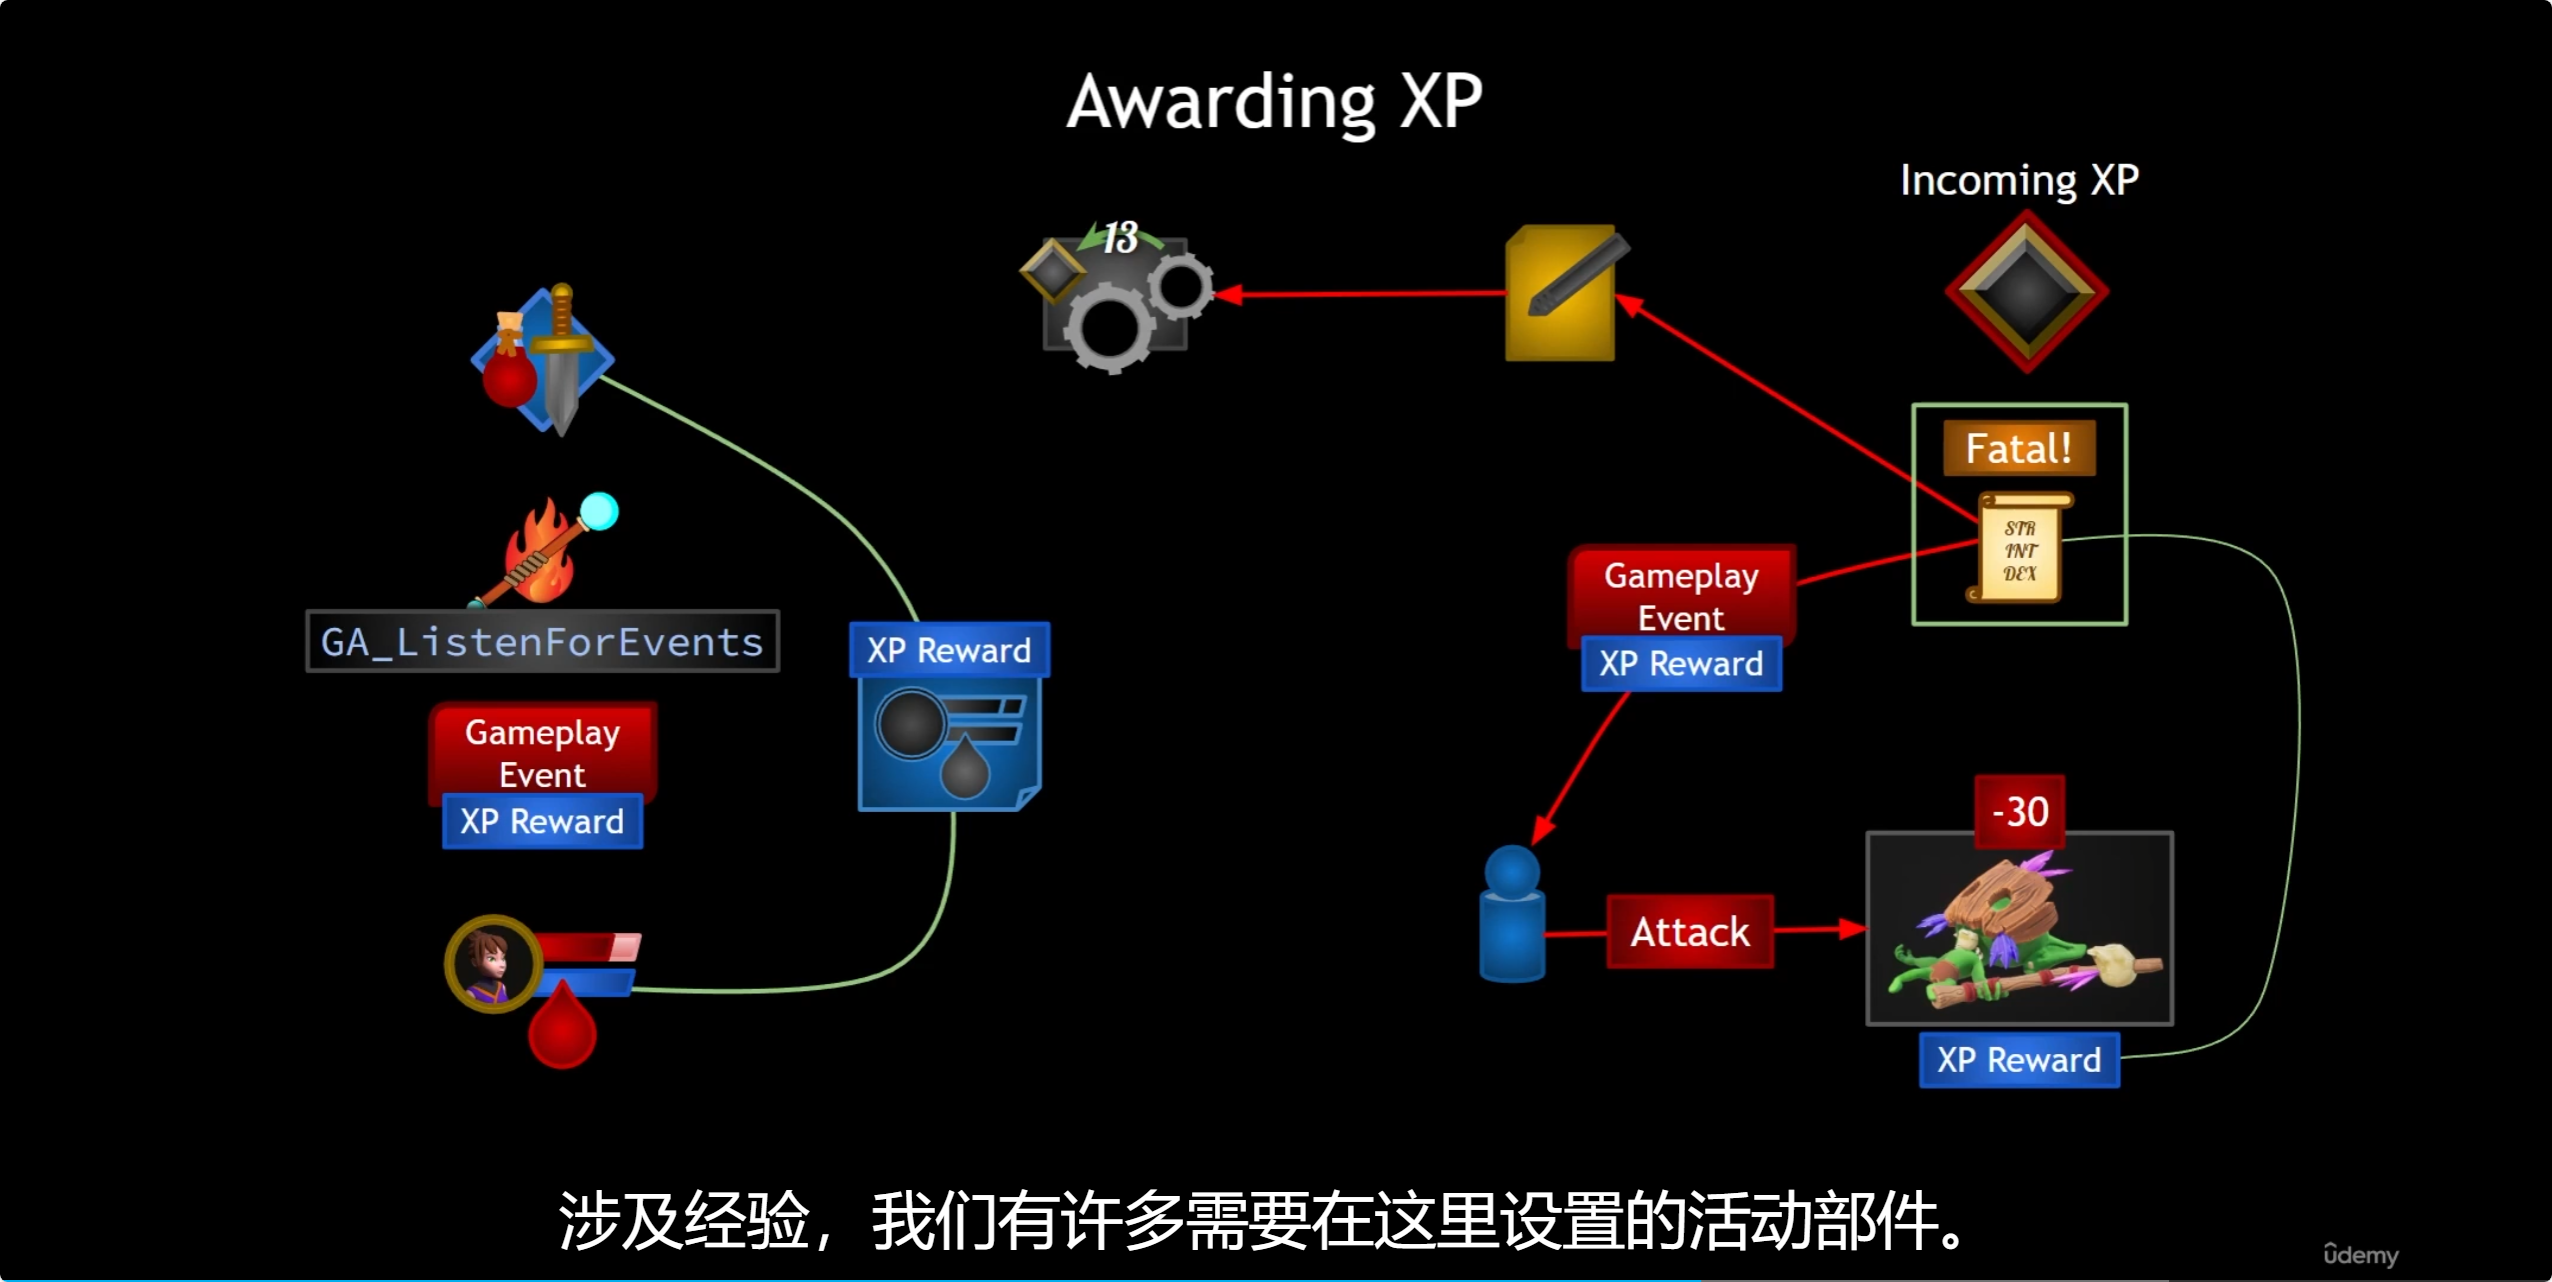 Awarding XP
Incoming XP
13
Fatal!
STR
INT
DEX
Gameplay
Event
XP Reward
GA_ListenForEvents
XP Reward
Gameplay
Event
XP Reward
-30
Attack
XP Reward
涉及经验，我们有许多需要在这里设置的活动部件。
ûdemy